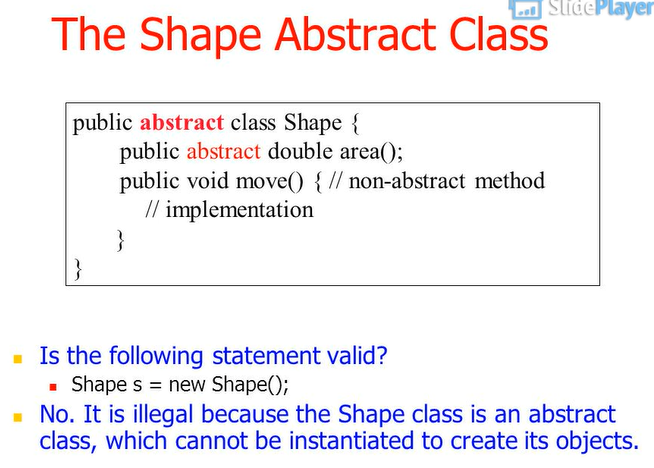 SlidePlayer
The Shape Abstract Class
public abstract class Shape {
public abstract double area();
public void move() { // non-abstract method
// implementation
}
}
Is the following statement valid?
Shape s = new Shape();
No. It is illegal because the Shape class is an abstract
class, which cannot be instantiated to create its objects.